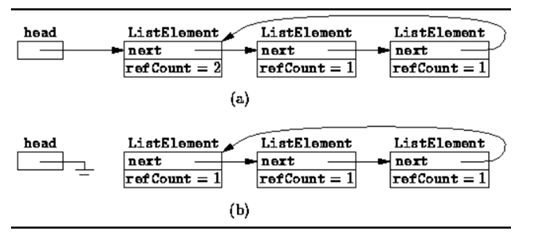 head ListElement ListElement ListElement
next next next
refCount = 2 refCount = 1 refCount = 1
(a)
head ListElement ListElement ListElement
next next next
refCount = 1 refCount = 1 refCount = 1
(b)